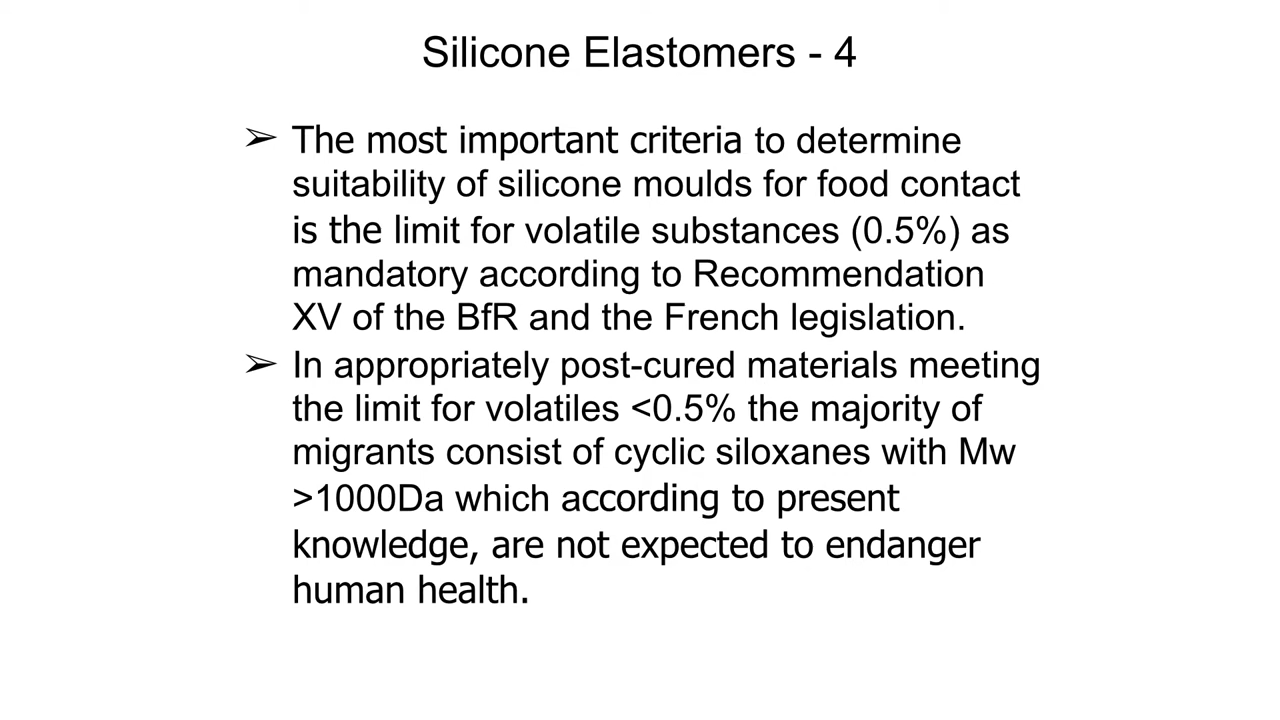 Silicone Elastomers - 4
➢ The most important criteria to determine
suitability of silicone moulds for food contact
is the limit for volatile substances (0.5%) as
mandatory according to Recommendation
XV of the BfR and the French legislation.
➢ In appropriately post-cured materials meeting
the limit for volatiles <0.5% the majority of
migrants consist of cyclic siloxanes with Mw
>1000Da which according to present
knowledge, are not expected to endanger
human health.